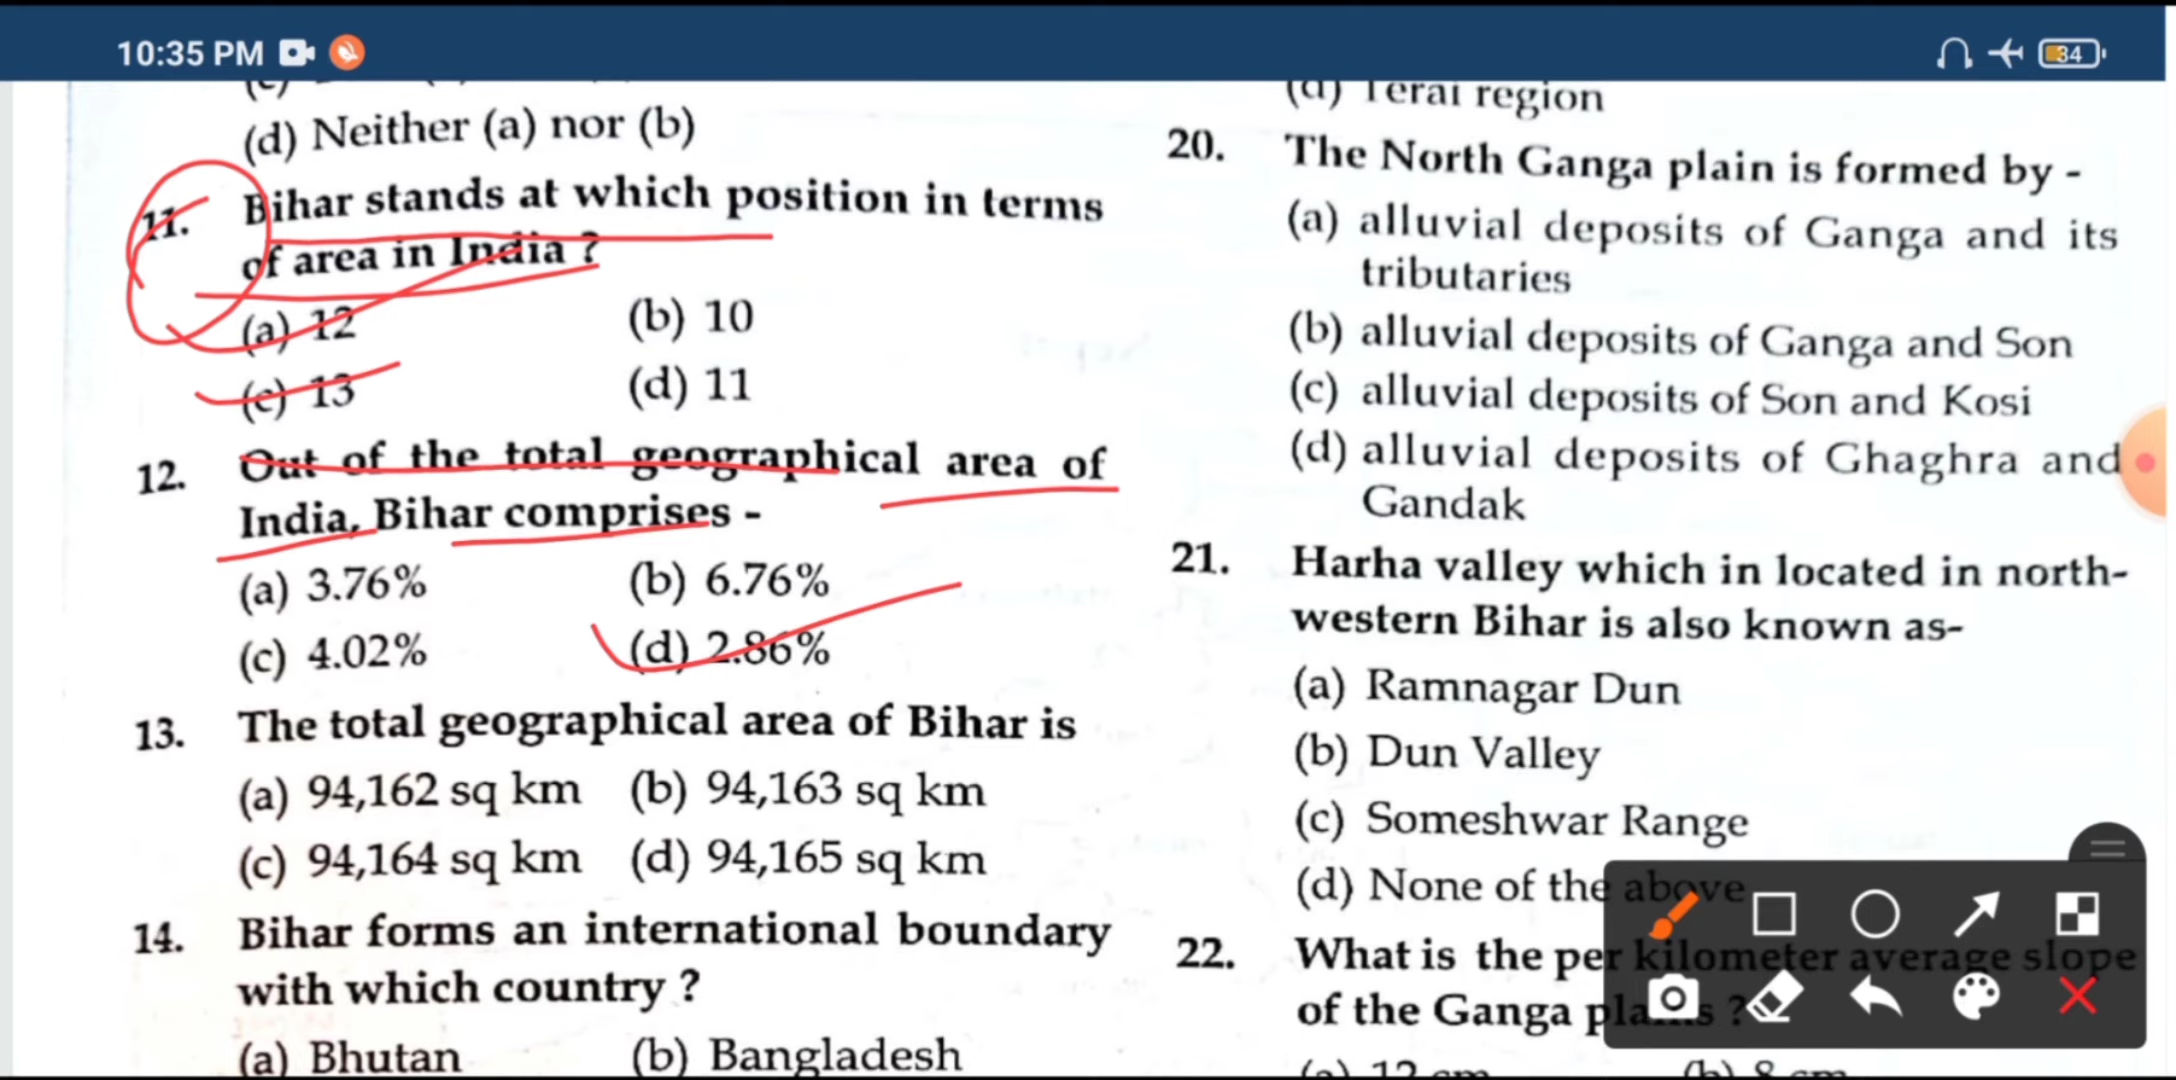 10:35 PM
34
(d) Neither (a) nor (b)
11. Bihar stands at which position in terms
of area in India ?
(a) 12 (b) 10
(c) 13 (d) 11
12. Out of the total geographical area of
India, Bihar comprises -
(a) 3.76% (b) 6.76%
(c) 4.02% (d) 2.86%
13. The total geographical area of Bihar is
(a) 94,162 sq km (b) 94,163 sq km
(c) 94,164 sq km (d) 94,165 sq km
14. Bihar forms an international boundary
with which country ?
(a) Bhutan (b) Bangladesh
(d) Terai region
20. The North Ganga plain is formed by -
(a) alluvial deposits of Ganga and its
tributaries
(b) alluvial deposits of Ganga and Son
(c) alluvial deposits of Son and Kosi
(d) alluvial deposits of Ghaghra and
Gandak
21. Harha valley which in located in north-
western Bihar is also known as-
(a) Ramnagar Dun
(b) Dun Valley
(c) Someshwar Range
(d) None of the above
22. What is the per kilometer average slope
of the Ganga plains ?
(a) 12 cm (b) 8 cm